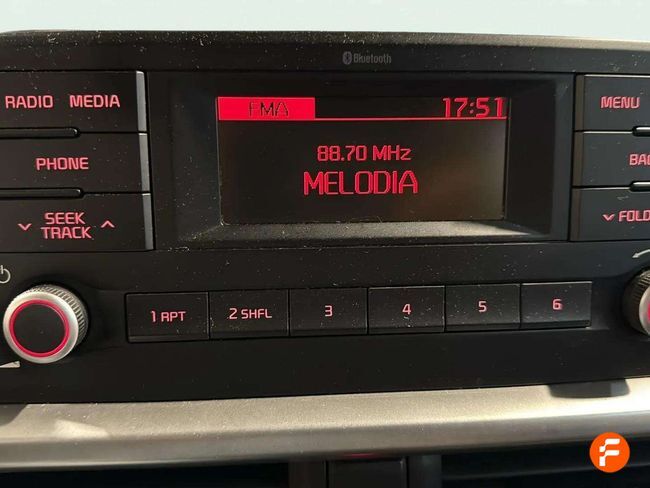 Bluetooth
RADIO MEDIA
FMA 17:51
MENU
PHONE
88.70 MHz
MELODIA
SEEK
TRACK
FOLD
1 RPT
2 SHFL
3
4
5
6